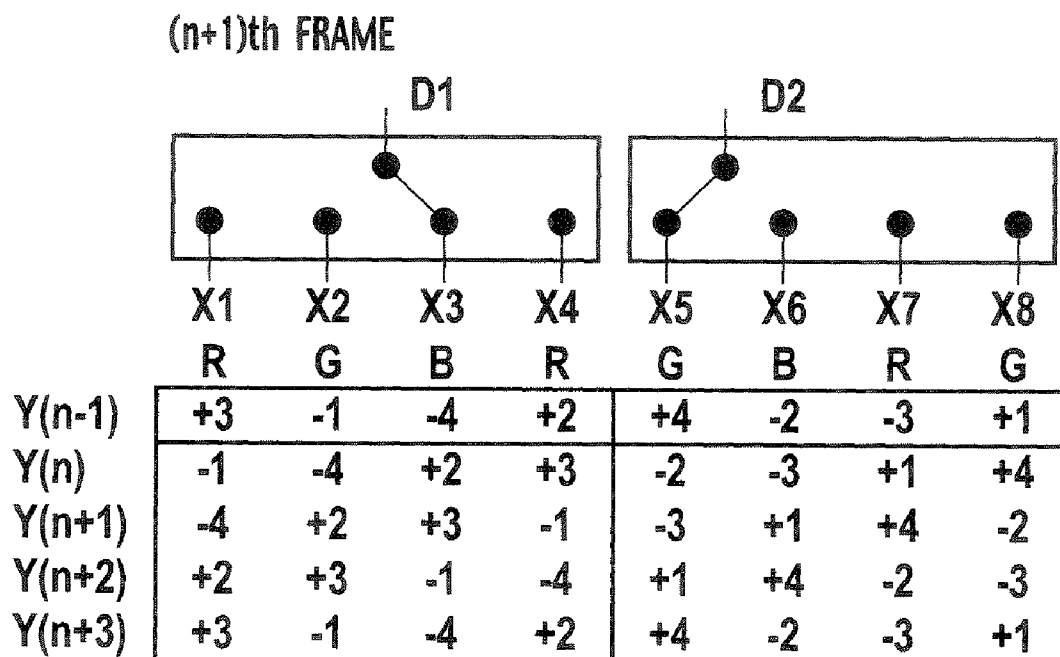 (n+1)th FRAME
D1 D2
X1 X2 X3 X4 X5 X6 X7 X8
R G B R G B R G
Y(n-1) +3 -1 -4 +2 +4 -2 -3 +1
Y(n) -1 -4 +2 +3 -2 -3 +1 +4
Y(n+1) -4 +2 +3 -1 -3 +1 +4 -2
Y(n+2) +2 +3 -1 -4 +1 +4 -2 -3
Y(n+3) +3 -1 -4 +2 +4 -2 -3 +1